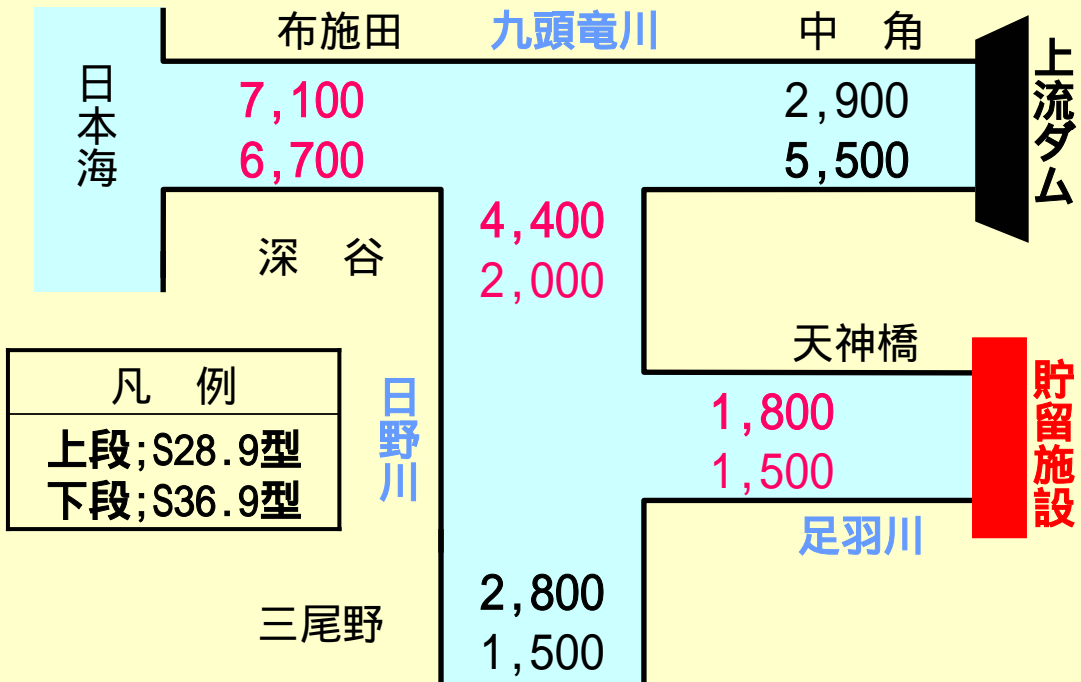 布施田
九頭竜川
中 角
上流ダム
日本海
7,100
6,700
2,900
5,500
深 谷
4,400
2,000
天神橋
凡 例
上段;S28.9型
下段;S36.9型
日野川
1,800
1,500
貯留施設
足羽川
三尾野
2,800
1,500